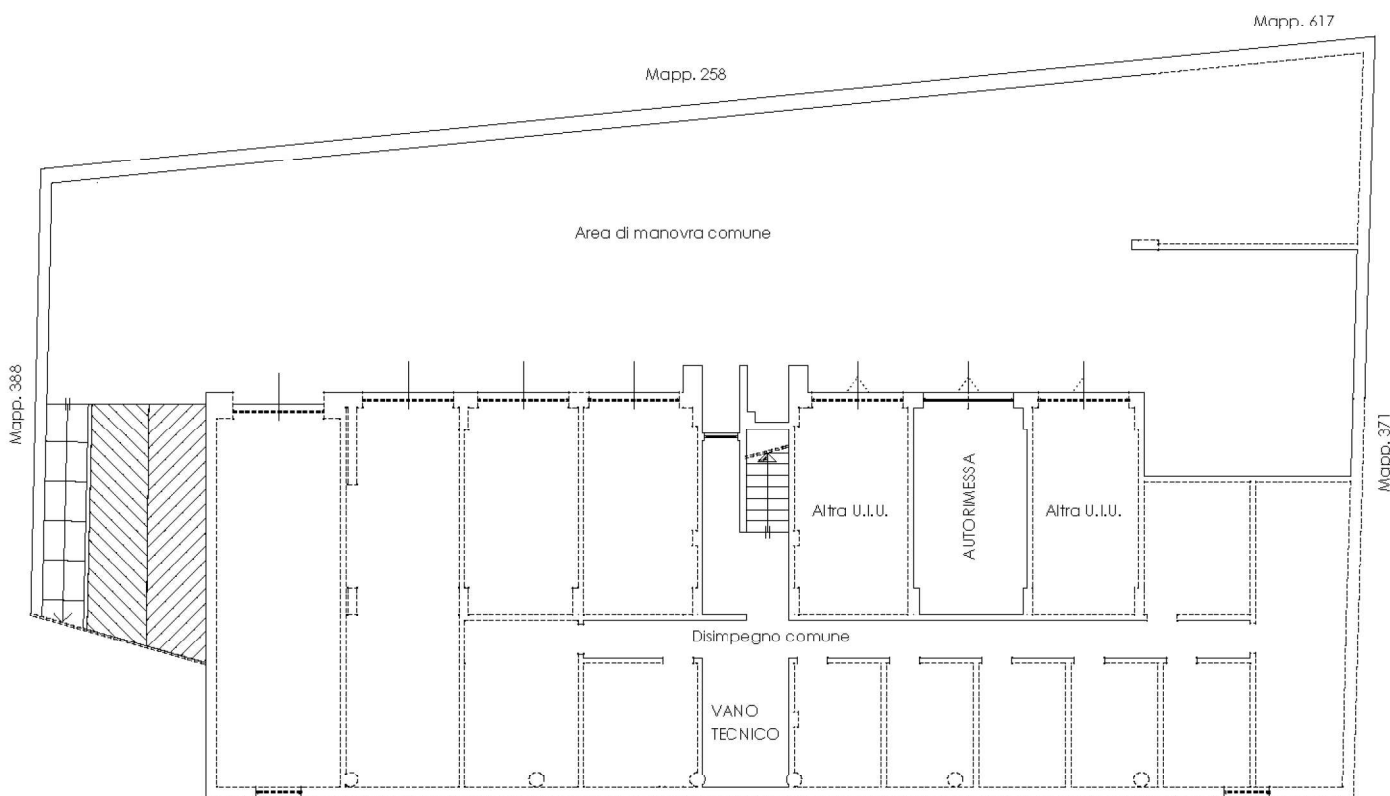 Mapp. 617
Mapp. 258
Area di manovra comune
Mapp. 388
Mapp. 371
Altra U.I.U.
AUTORIMESSA
Altra U.I.U.
Disimpegno comune
VANO
TECNICO